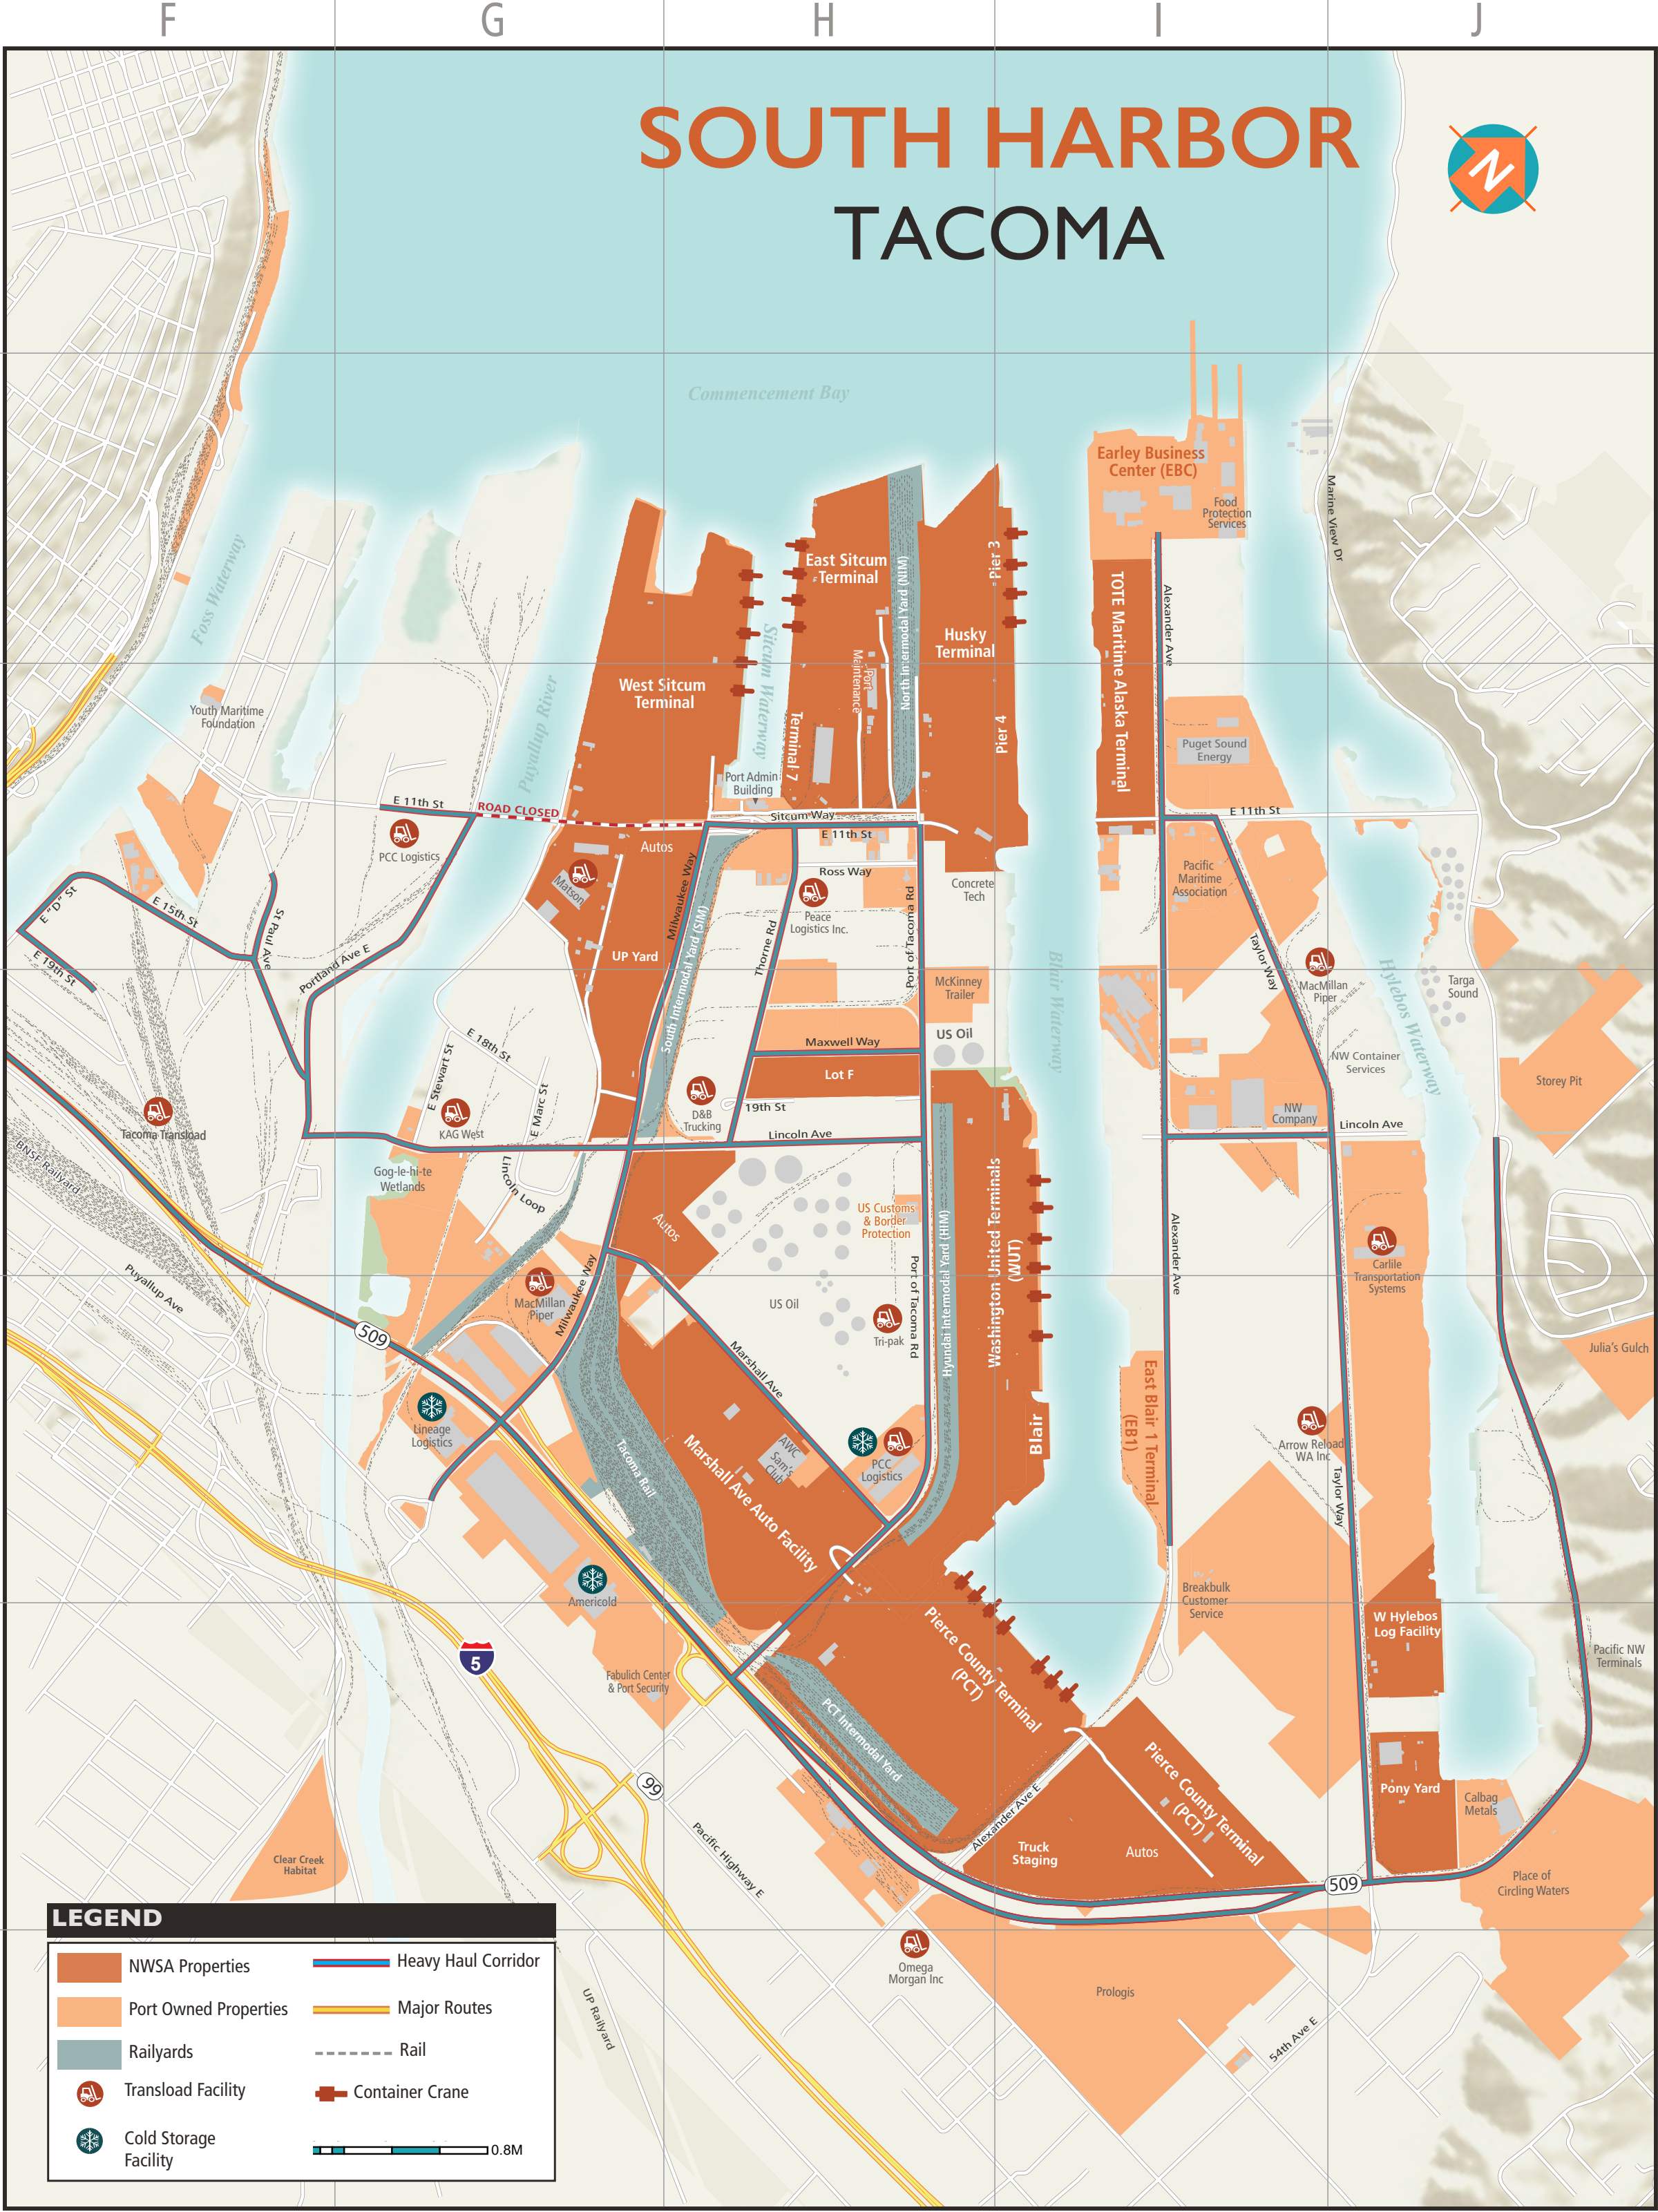 F G H I J
SOUTH HARBOR
TACOMA
N
Commencement Bay
Earley Business
Center (EBC)
Food
Protection
Services
Marine View Dr
Foss Waterway
East Sitcum
Terminal
Pier 3
North Intermodal Yard (NIM)
TOTE Maritime Alaska Terminal
Alexander Ave
Husky
Terminal
Sitcum Waterway
Port
Maintenance
West Sitcum
Terminal
Puyallup River
Youth Maritime
Foundation
Terminal 7
Pier 4
Puget Sound
Energy
Port Admin
Building
E 11th St
ROAD CLOSED
Sitcum Way
E 11th St
E 11th St
PCC Logistics
Autos
Milwaukee Way
Matson
Ross Way
Concrete
Tech
Pacific
Maritime
Association
E "D" St
E 15th St
St Paul Ave
Peace
Logistics Inc.
Port of Tacoma Rd
Thorne Rd
South Intermodal Yard (SIM)
UP Yard
Portland Ave E
E 19th St
Taylor Way
MacMillan
Piper
Blair Waterway
Hylebos Waterway
Targa
Sound
McKinney
Trailer
US Oil
E 18th St
E Stewart St
E Marc St
Maxwell Way
Lot F
NW Container
Services
Storey Pit
D&B
Trucking
19th St
NW
Company
Lincoln Ave
Lincoln Ave
KAG West
Tacoma Transload
BNSF Railyard
Gog-le-hi-te
Wetlands
Lincoln Loop
Autos
US Customs
& Border
Protection
Hyundai Intermodal Yard (HIM)
Washington United Terminals
(WUT)
Alexander Ave
Carlile
Transportation
Systems
Puyallup Ave
MacMillan
Piper
Milwaukee Way
US Oil
Tri-pak
Port of Tacoma Rd
509
Marshall Ave
Julia's Gulch
East Blair 1 Terminal
(EB1)
Lineage
Logistics
Tacoma Rail
Marshall Ave Auto Facility
AWC
Sam's
Club
PCC
Logistics
Blair
Arrow Reload
WA Inc
Taylor Way
Americold
Breakbulk
Customer
Service
W Hylebos
Log Facility
Pacific NW
Terminals
5
Fabulich Center
& Port Security
Pierce County Terminal
(PCT)
PCT Intermodal Yard
99
Pierce County Terminal
(PCT)
Pony Yard
Calbag
Metals
Alexander Ave E
Pacific Highway E
Truck
Staging
Autos
Clear Creek
Habitat
509
Place of
Circling Waters
Omega
Morgan Inc
Prologis
UP Railyard
54th Ave E
LEGEND
NWSA Properties
Heavy Haul Corridor
Port Owned Properties
Major Routes
Railyards
Rail
Transload Facility
Container Crane
Cold Storage
Facility
0.8M